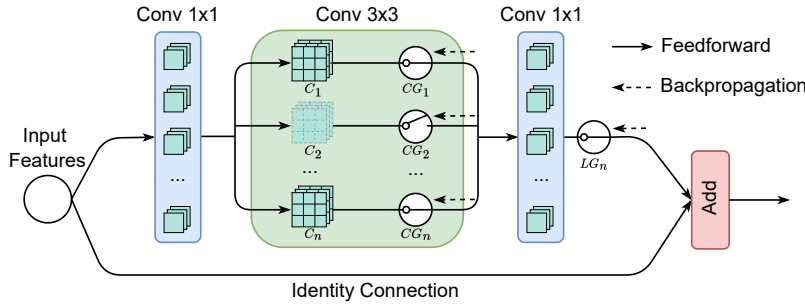 Conv 1x1
Conv 3x3
Conv 1x1
Feedforward
Backpropagation
C1
CG1
Input
Features
C2
CG2
...
...
...
...
LGn
Cn
CGn
Add
Identity Connection